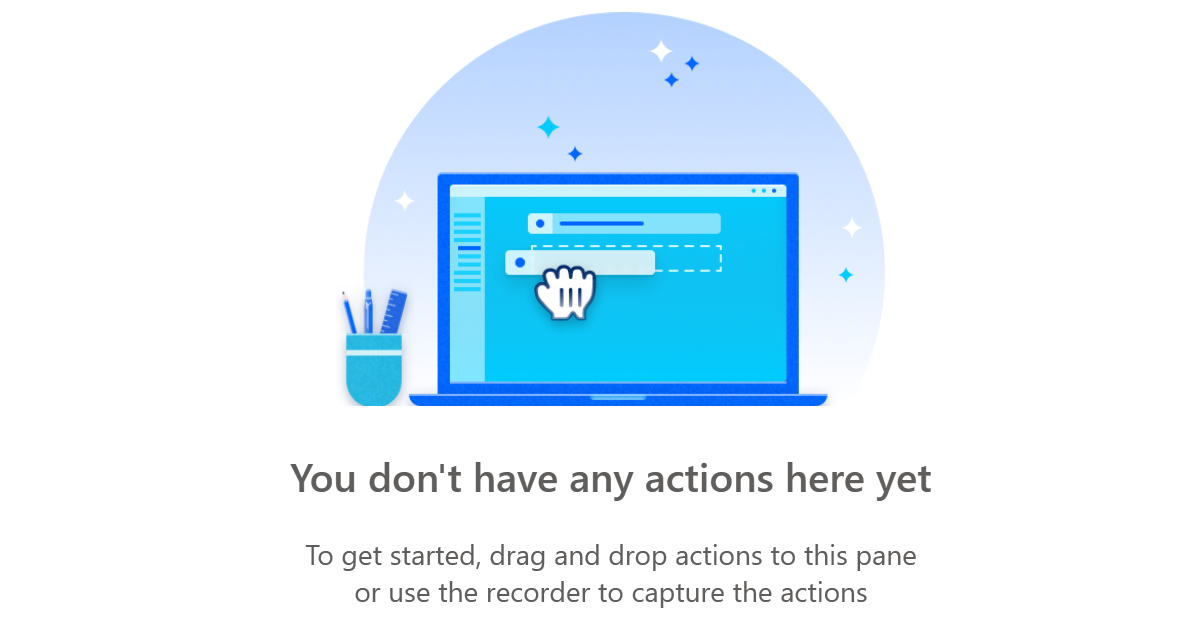 You don't have any actions here yet
To get started, drag and drop actions to this pane
or use the recorder to capture the actions